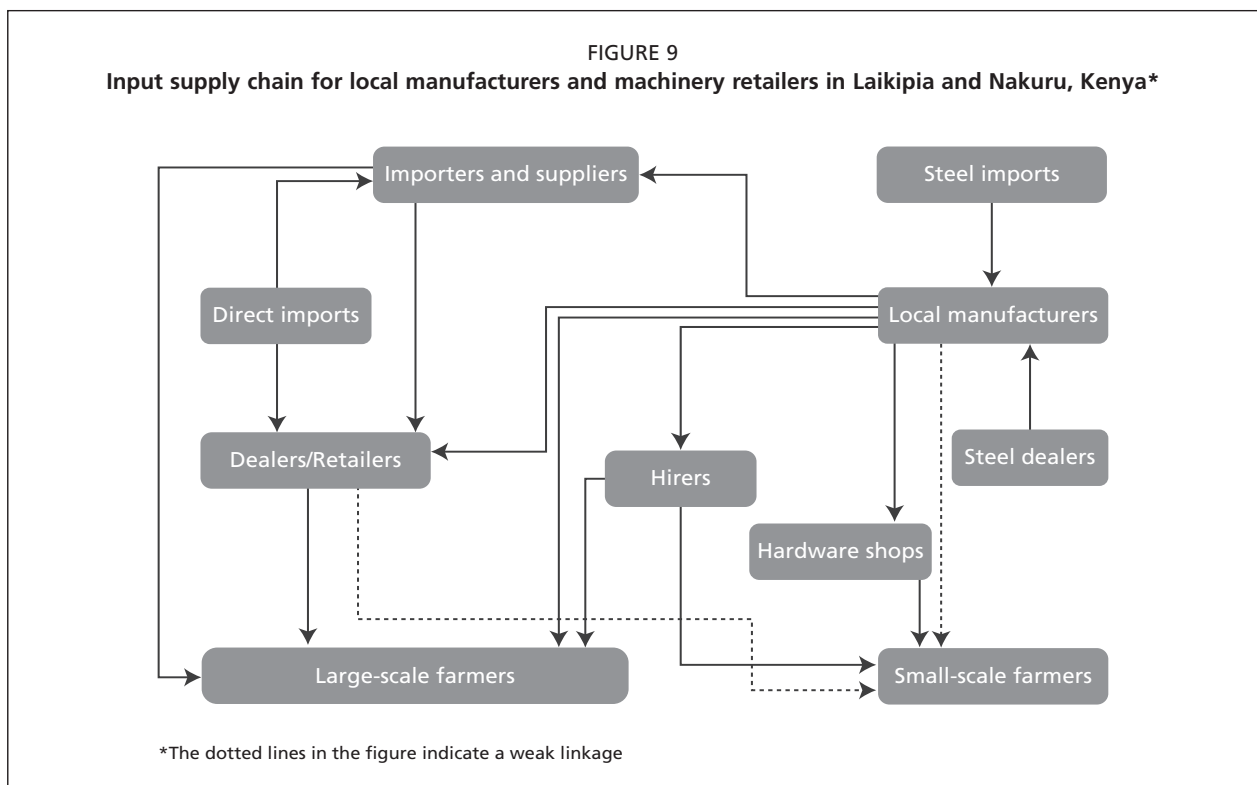 FIGURE 9
Input supply chain for local manufacturers and machinery retailers in Laikipia and Nakuru, Kenya*
Importers and suppliers
Steel imports
Direct imports
Local manufacturers
Dealers/Retailers
Hirers
Steel dealers
Hardware shops
Large-scale farmers
Small-scale farmers
*The dotted lines in the figure indicate a weak linkage